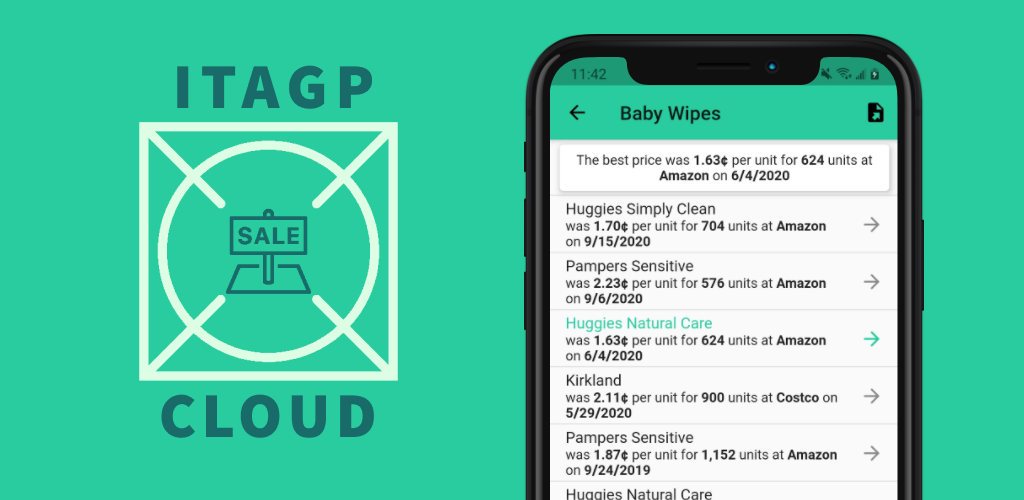 ITAGP
SALE
CLOUD
11:42
Baby Wipes
The best price was 1.63¢ per unit for 624 units at
Amazon on 6/4/2020
Huggies Simply Clean
was 1.70¢ per unit for 704 units at Amazon
on 9/15/2020
Pampers Sensitive
was 2.23¢ per unit for 576 units at Amazon
on 9/6/2020
Huggies Natural Care
was 1.63¢ per unit for 624 units at Amazon
on 6/4/2020
Kirkland
was 2.11¢ per unit for 900 units at Costco on
5/29/2020
Pampers Sensitive
was 1.87¢ per unit for 1,152 units at Amazon
on 9/24/2019
Huggies Natural Care